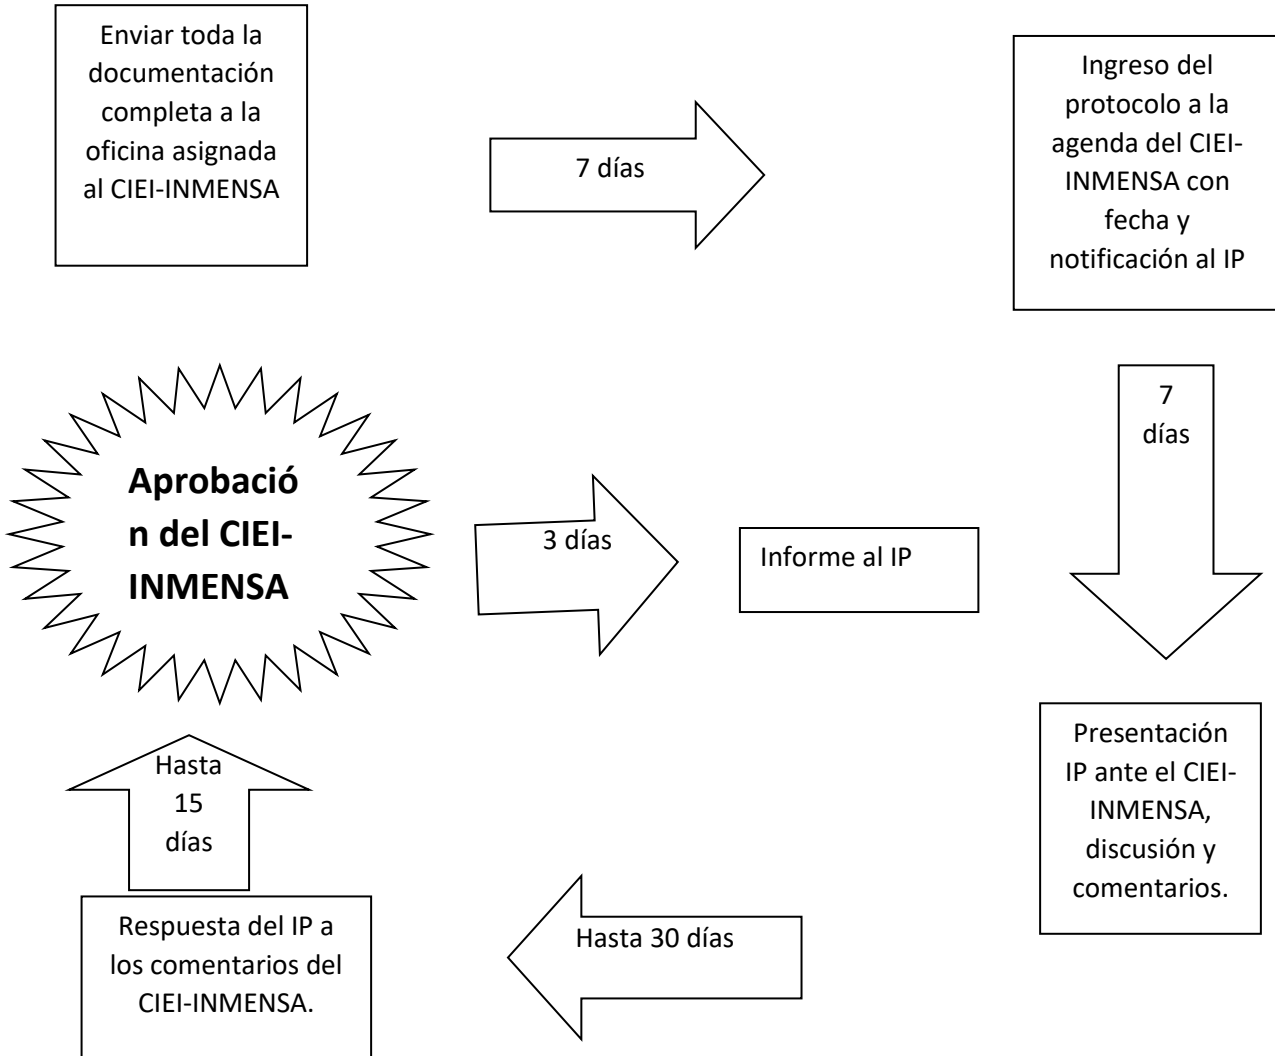 Enviar toda la
documentación
completa a la
oficina asignada
al CIEI-INMENSA
7 días
Ingreso del
protocolo a la
agenda del CIEI-
INMENSA con
fecha y
notificación al IP
7
días
Presentación
IP ante el CIEI-
INMENSA,
discusión y
comentarios.
Hasta 30 días
Respuesta del IP a
los comentarios del
CIEI-INMENSA.
Hasta
15
días
Aprobació
n del CIEI-
INMENSA
3 días
Informe al IP